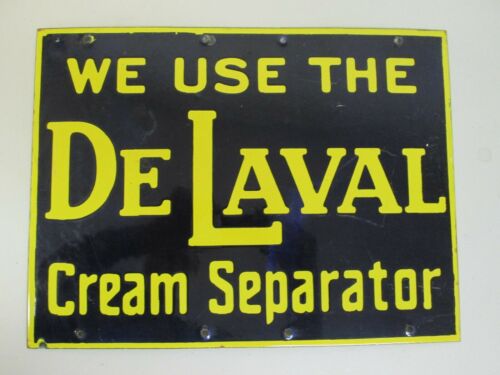 WE USE THE
DE LAVAL
Cream Separator